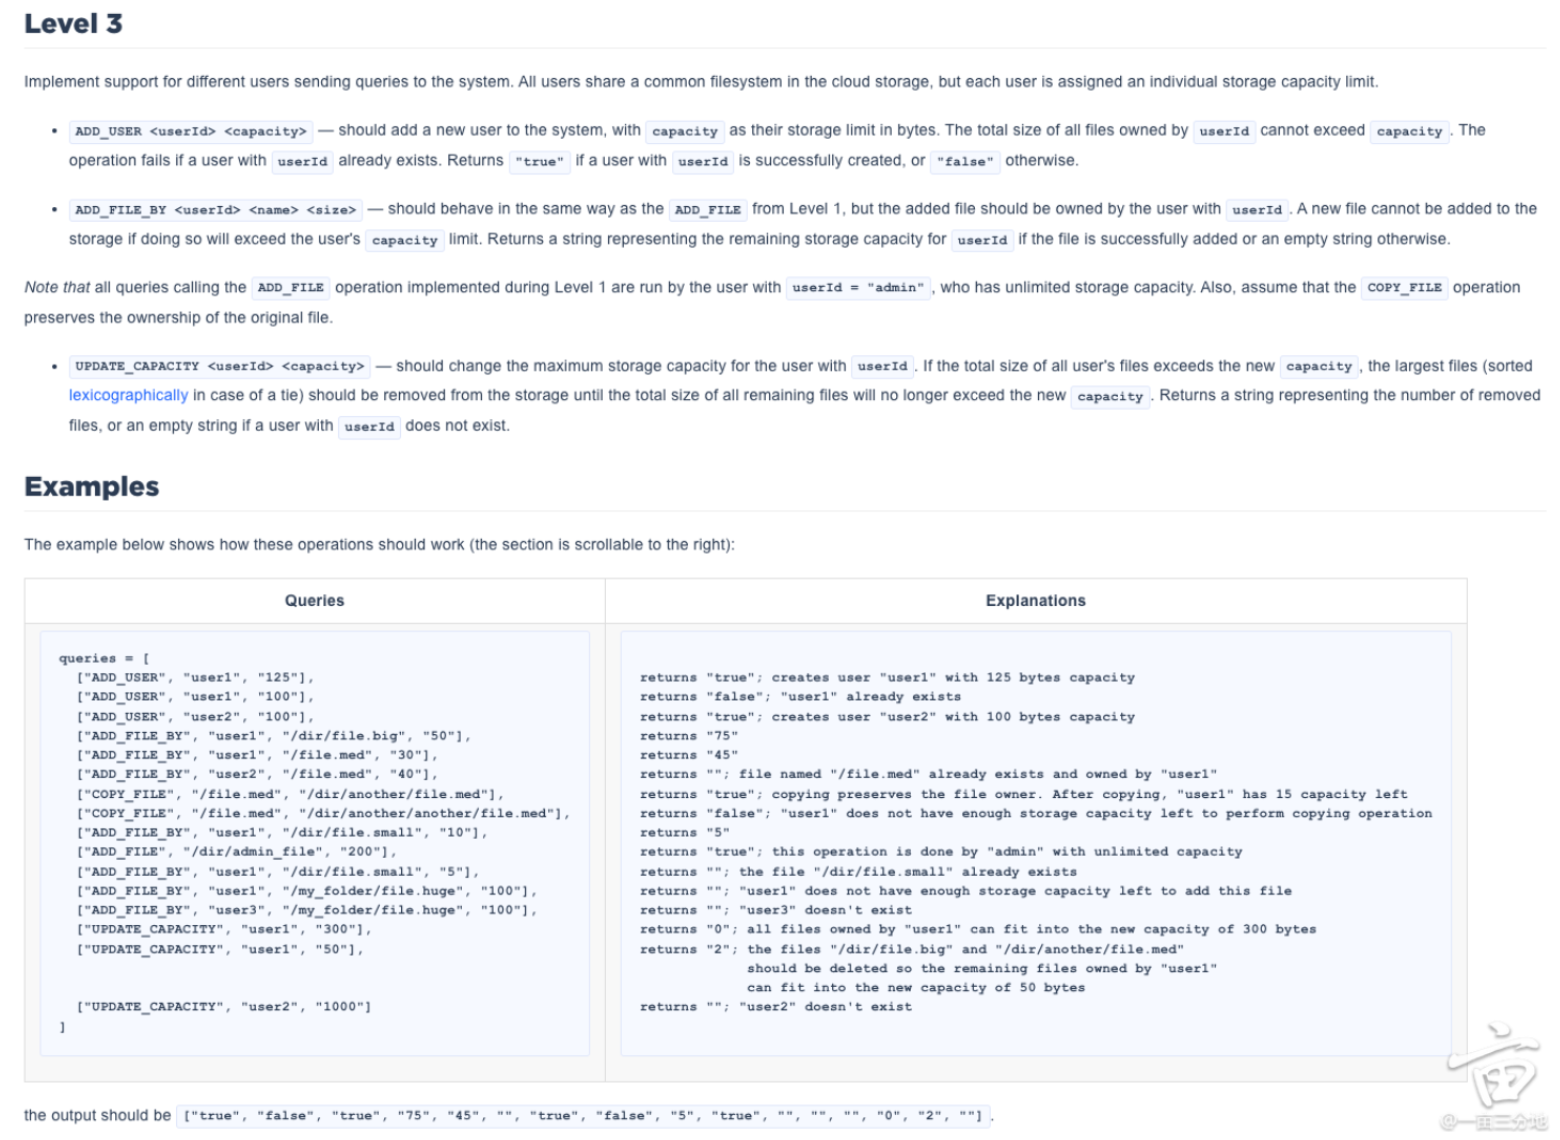 Level 3
Implement support for different users sending queries to the system. All users share a common filesystem in the cloud storage, but each user is assigned an individual storage capacity limit.
• ADD_USER <userId> <capacity> — should add a new user to the system, with capacity as their storage limit in bytes. The total size of all files owned by userId cannot exceed capacity . The
operation fails if a user with userId already exists. Returns "true" if a user with userId is successfully created, or "false" otherwise.
• ADD_FILE_BY <userId> <name> <size> — should behave in the same way as the ADD_FILE from Level 1, but the added file should be owned by the user with userId . A new file cannot be added to the
storage if doing so will exceed the user's capacity limit. Returns a string representing the remaining storage capacity for userId if the file is successfully added or an empty string otherwise.
Note that all queries calling the ADD_FILE operation implemented during Level 1 are run by the user with userId = "admin" , who has unlimited storage capacity. Also, assume that the COPY_FILE operation
preserves the ownership of the original file.
• UPDATE_CAPACITY <userId> <capacity> — should change the maximum storage capacity for the user with userId . If the total size of all user's files exceeds the new capacity , the largest files (sorted
lexicographically in case of a tie) should be removed from the storage until the total size of all remaining files will no longer exceed the new capacity . Returns a string representing the number of removed
files, or an empty string if a user with userId does not exist.
Examples
The example below shows how these operations should work (the section is scrollable to the right):
Queries Explanations
queries = [
["ADD_USER", "user1", "125"], returns "true"; creates user "user1" with 125 bytes capacity
["ADD_USER", "user1", "100"], returns "false"; "user1" already exists
["ADD_USER", "user2", "100"], returns "true"; creates user "user2" with 100 bytes capacity
["ADD_FILE_BY", "user1", "/dir/file.big", "50"], returns "75"
["ADD_FILE_BY", "user1", "/file.med", "30"], returns "45"
["ADD_FILE_BY", "user2", "/file.med", "40"], returns ""; file named "/file.med" already exists and owned by "user1"
["COPY_FILE", "/file.med", "/dir/another/file.med"], returns "true"; copying preserves the file owner. After copying, "user1" has 15 capacity left
["COPY_FILE", "/file.med", "/dir/another/another/file.med"], returns "false"; "user1" does not have enough storage capacity left to perform copying operation
["ADD_FILE_BY", "user1", "/dir/file.small", "10"], returns "5"
["ADD_FILE", "/dir/admin_file", "200"], returns "true"; this operation is done by "admin" with unlimited capacity
["ADD_FILE_BY", "user1", "/dir/file.small", "5"], returns ""; the file "/dir/file.small" already exists
["ADD_FILE_BY", "user1", "/my_folder/file.huge", "100"], returns ""; "user1" does not have enough storage capacity left to add this file
["ADD_FILE_BY", "user3", "/my_folder/file.huge", "100"], returns ""; "user3" doesn't exist
["UPDATE_CAPACITY", "user1", "300"], returns "0"; all files owned by "user1" can fit into the new capacity of 300 bytes
["UPDATE_CAPACITY", "user1", "50"], returns "2"; the files "/dir/file.big" and "/dir/another/file.med"
should be deleted so the remaining files owned by "user1"
can fit into the new capacity of 50 bytes
["UPDATE_CAPACITY", "user2", "1000"] returns ""; "user2" doesn't exist
]
the output should be ["true", "false", "true", "75", "45", "", "true", "false", "5", "true", "", "", "", "0", "2", ""] .
@一亩三分地